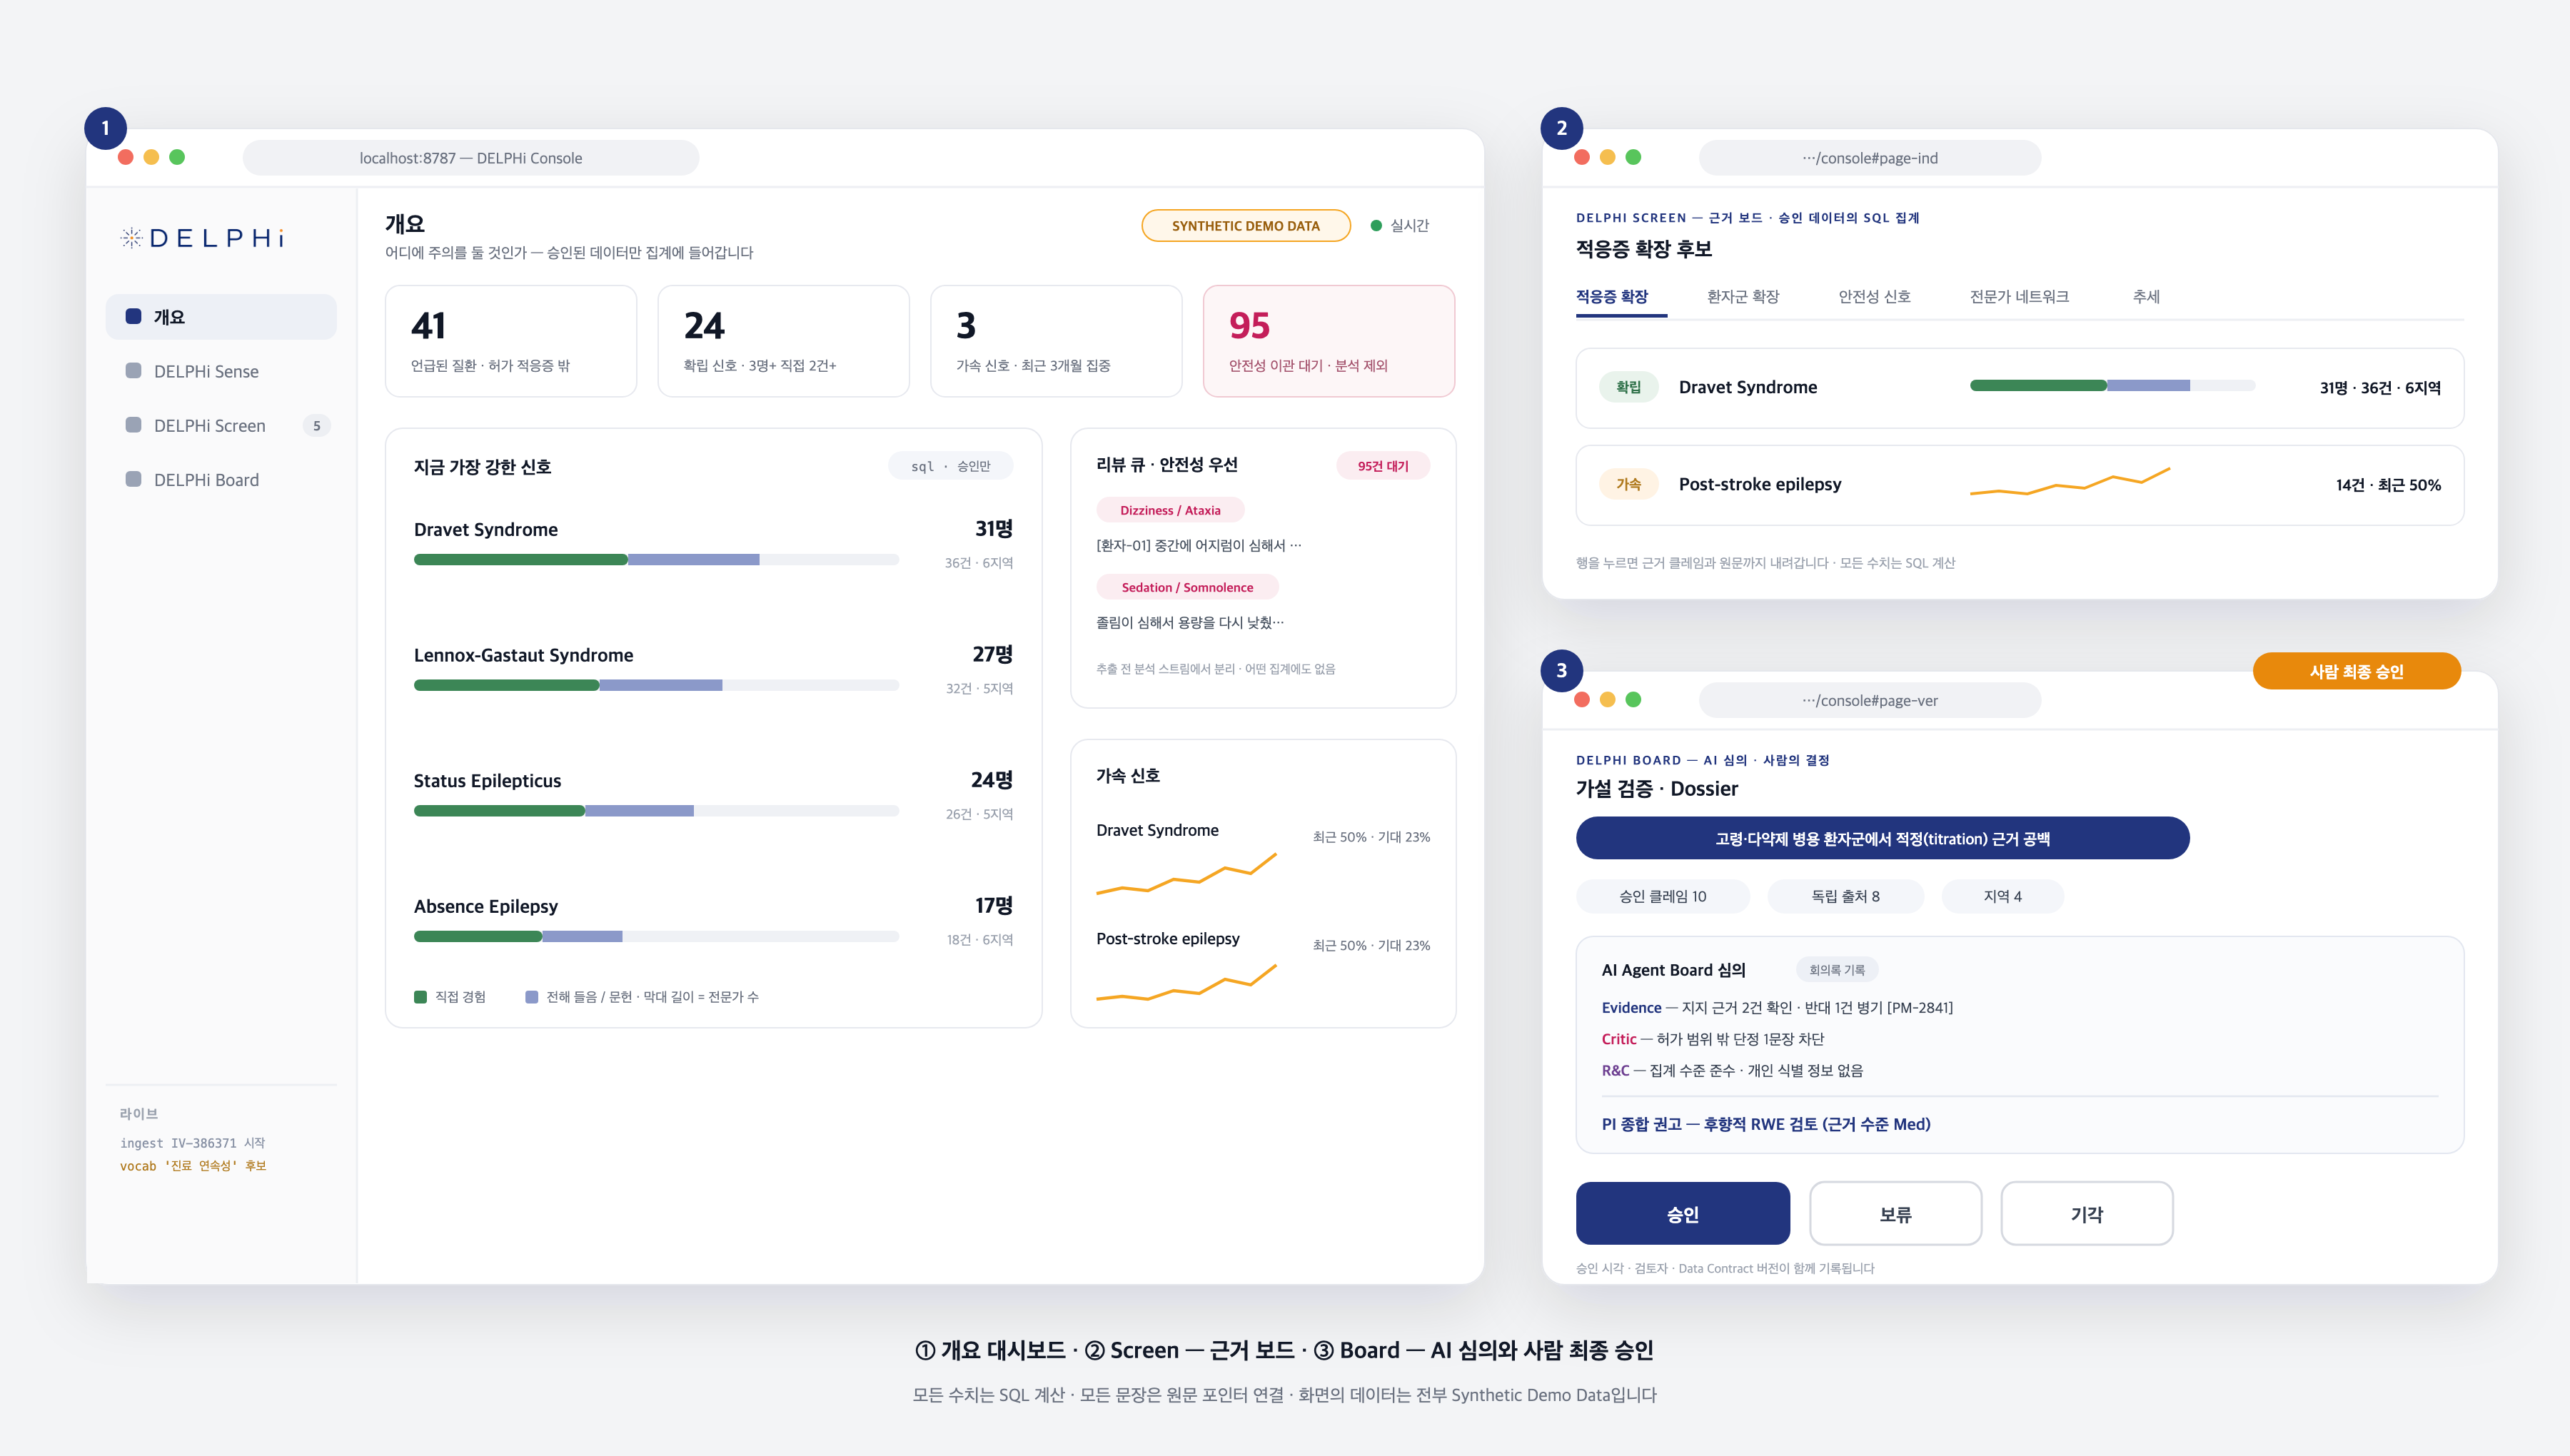 1
localhost:8787 — DELPHi Console
DELPHi
개요
DELPHi Sense
DELPHi Screen 5
DELPHi Board
라이브
ingest IV-386371 시작
vocab '진료 연속성' 후보
개요
어디에 주의를 둘 것인가 — 승인된 데이터만 집계에 들어갑니다
SYNTHETIC DEMO DATA
실시간
41
언급된 질환 · 허가 적응증 밖
24
확립 신호 · 3명+ 직접 2건+
3
가속 신호 · 최근 3개월 집중
95
안전성 이관 대기 · 분석 제외
지금 가장 강한 신호
sql · 승인만
Dravet Syndrome 31명
36건 · 6지역
Lennox-Gastaut Syndrome 27명
32건 · 5지역
Status Epilepticus 24명
26건 · 5지역
Absence Epilepsy 17명
18건 · 6지역
직접 경험 전해 들음 / 문헌 · 막대 길이 = 전문가 수
리뷰 큐 · 안전성 우선
95건 대기
Dizziness / Ataxia
[환자-01] 중간에 어지럼이 심해서 ···
Sedation / Somnolence
졸림이 심해서 용량을 다시 낮췄···
추출 전 분석 스트림에서 분리 · 어떤 집계에도 없음
가속 신호
Dravet Syndrome
최근 50% · 기대 23%
Post-stroke epilepsy
최근 50% · 기대 23%
2
···/console#page-ind
DELPHI SCREEN — 근거 보드 · 승인 데이터의 SQL 집계
적응증 확장 후보
적응증 확장 환자군 확장 안전성 신호 전문가 네트워크 추세
확립 Dravet Syndrome 31명 · 36건 · 6지역
가속 Post-stroke epilepsy 14건 · 최근 50%
행을 누르면 근거 클레임과 원문까지 내려갑니다 · 모든 수치는 SQL 계산
3
사람 최종 승인
···/console#page-ver
DELPHI BOARD — AI 심의 · 사람의 결정
가설 검증 · Dossier
고령·다약제 병용 환자군에서 적정(titration) 근거 공백
승인 클레임 10 독립 출처 8 지역 4
AI Agent Board 심의 회의록 기록
Evidence — 지지 근거 2건 확인 · 반대 1건 병기 [PM-2841]
Critic — 허가 범위 밖 단정 1문장 차단
R&C — 집계 수준 준수 · 개인 식별 정보 없음
PI 종합 권고 — 후향적 RWE 검토 (근거 수준 Med)
승인 보류 기각
승인 시각 · 검토자 · Data Contract 버전이 함께 기록됩니다
① 개요 대시보드 · ② Screen — 근거 보드 · ③ Board — AI 심의와 사람 최종 승인
모든 수치는 SQL 계산 · 모든 문장은 원문 포인터 연결 · 화면의 데이터는 전부 Synthetic Demo Data입니다